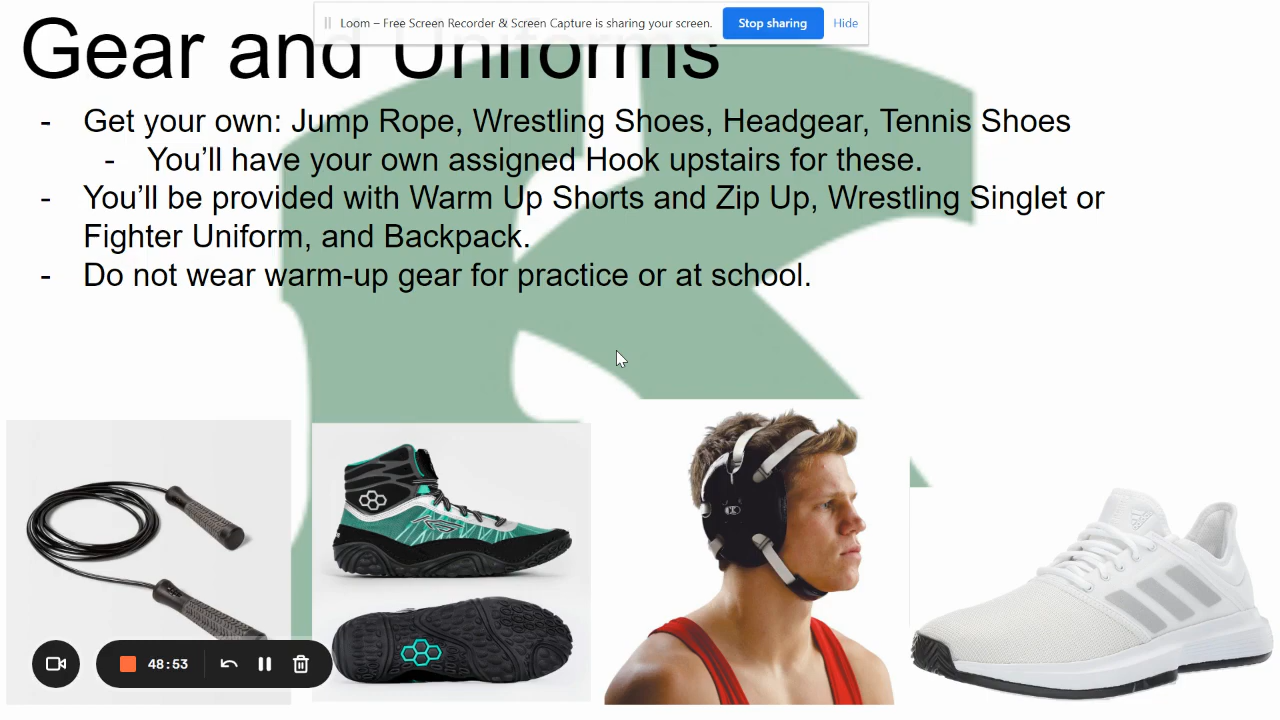 Loom – Free Screen Recorder & Screen Capture is sharing your screen. Stop sharing Hide
Gear and Uniforms
- Get your own: Jump Rope, Wrestling Shoes, Headgear, Tennis Shoes
- You’ll have your own assigned Hook upstairs for these.
- You’ll be provided with Warm Up Shorts and Zip Up, Wrestling Singlet or
Fighter Uniform, and Backpack.
- Do not wear warm-up gear for practice or at school.
48:53